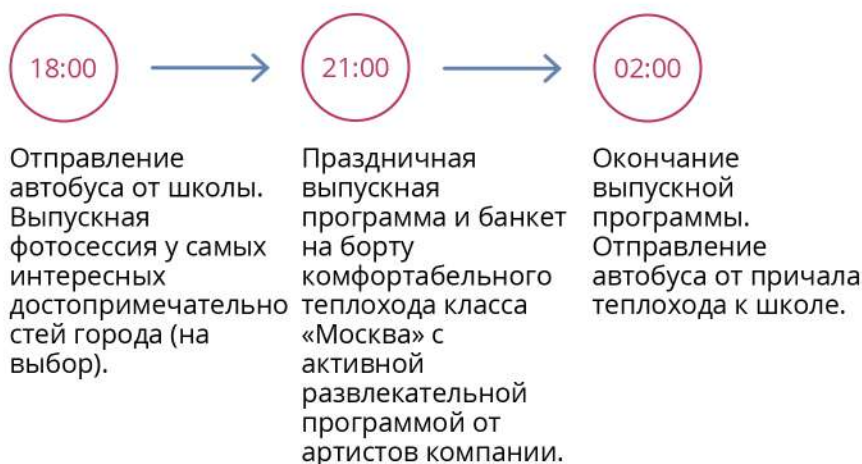 18:00
21:00
02:00
Отправление
автобуса от школы.
Выпускная
фотосессия у самых
интересных
достопримечательно
стей города (на
выбор).
Праздничная
выпускная
программа и банкет
на борту
комфортабельного
теплохода класса
«Москва» с
активной
развлекательной
программой от
артистов компании.
Окончание
выпускной
программы.
Отправление
автобуса от причала
теплохода к школе.